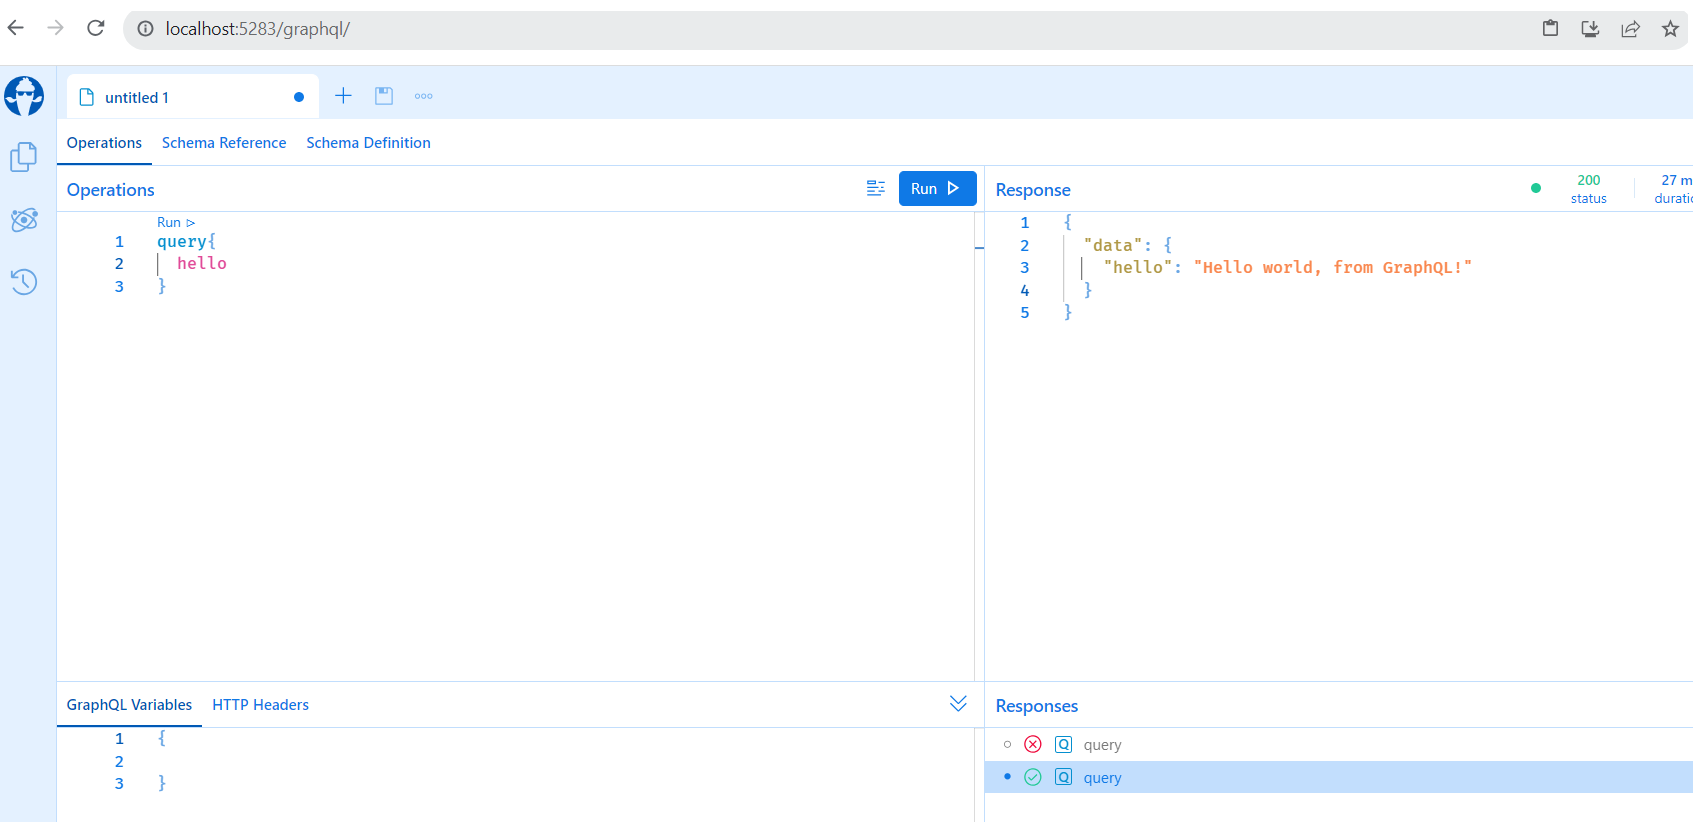 localhost:5283/graphql/
untitled 1
Operations Schema Reference Schema Definition
Operations
Run
Run
1 query{
2 hello
3 }
Response
200
status
27 m
duratic
1 {
2 "data": {
3 "hello": "Hello world, from GraphQL!"
4 }
5 }
GraphQL Variables HTTP Headers
1 {
2
3 }
Responses
Q query
Q query